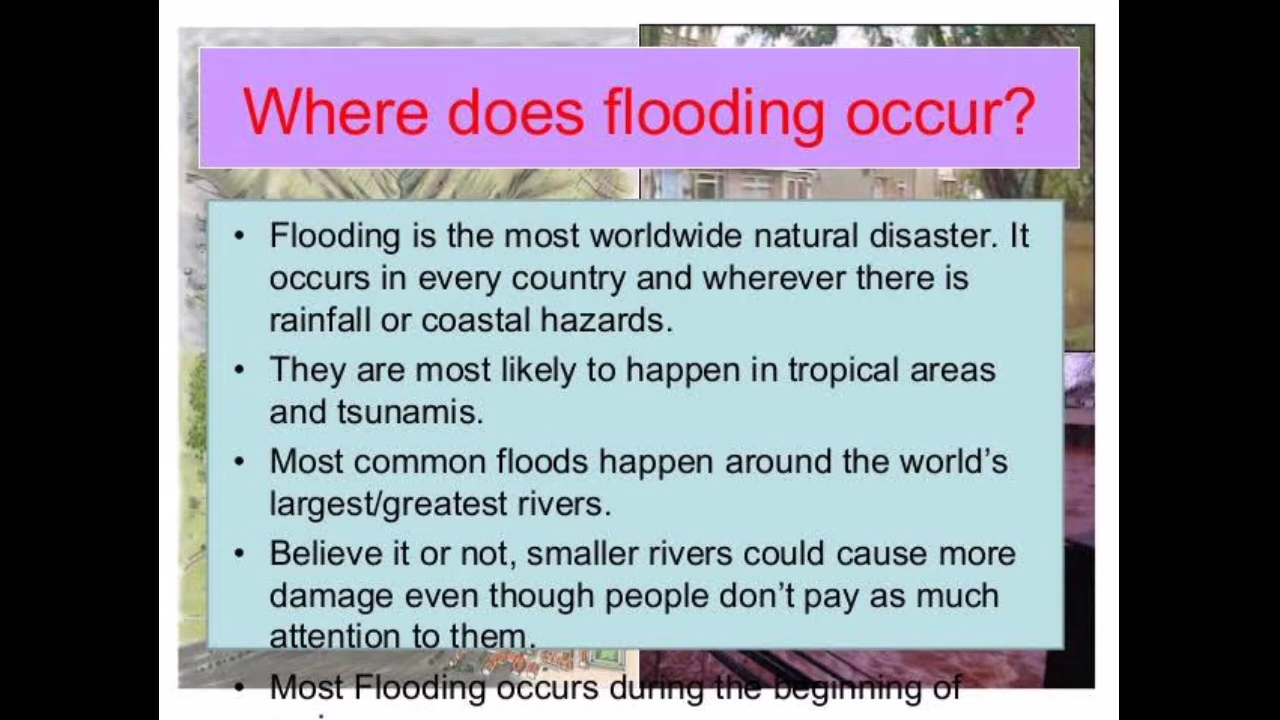 Where does flooding occur?
• Flooding is the most worldwide natural disaster. It
occurs in every country and wherever there is
rainfall or coastal hazards.
• They are most likely to happen in tropical areas
and tsunamis.
• Most common floods happen around the world’s
largest/greatest rivers.
• Believe it or not, smaller rivers could cause more
damage even though people don’t pay as much
attention to them.
• Most Flooding occurs during the beginning of